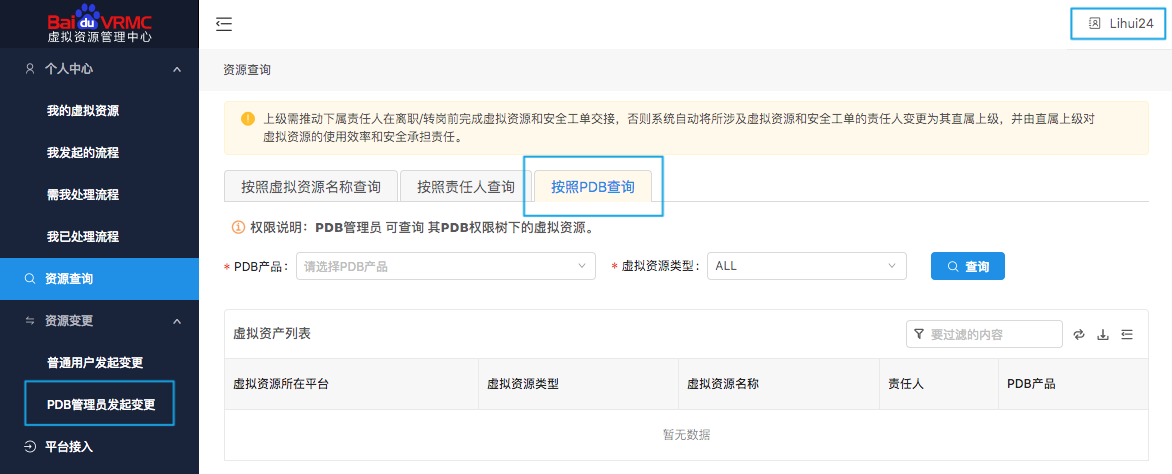 Bai du VRMC
虚拟资源管理中心
Lihui24
个人中心
我的虚拟资源
我发起的流程
需我处理流程
我已处理流程
资源查询
资源变更
普通用户发起变更
PDB管理员发起变更
平台接入
资源查询
上级需推动下属责任人在离职/转岗前完成虚拟资源和安全工单交接，否则系统自动将所涉及虚拟资源和安全工单的责任人变更为其直属上级，并由直属上级对
虚拟资源的使用效率和安全承担责任。
按照虚拟资源名称查询 按照责任人查询 按照PDB查询
权限说明：PDB管理员 可查询 其PDB权限树下的虚拟资源。
* PDB产品： 请选择PDB产品 * 虚拟资源类型： ALL 查询
虚拟资产列表 要过滤的内容
虚拟资源所在平台 虚拟资源类型 虚拟资源名称 责任人 PDB产品
暂无数据